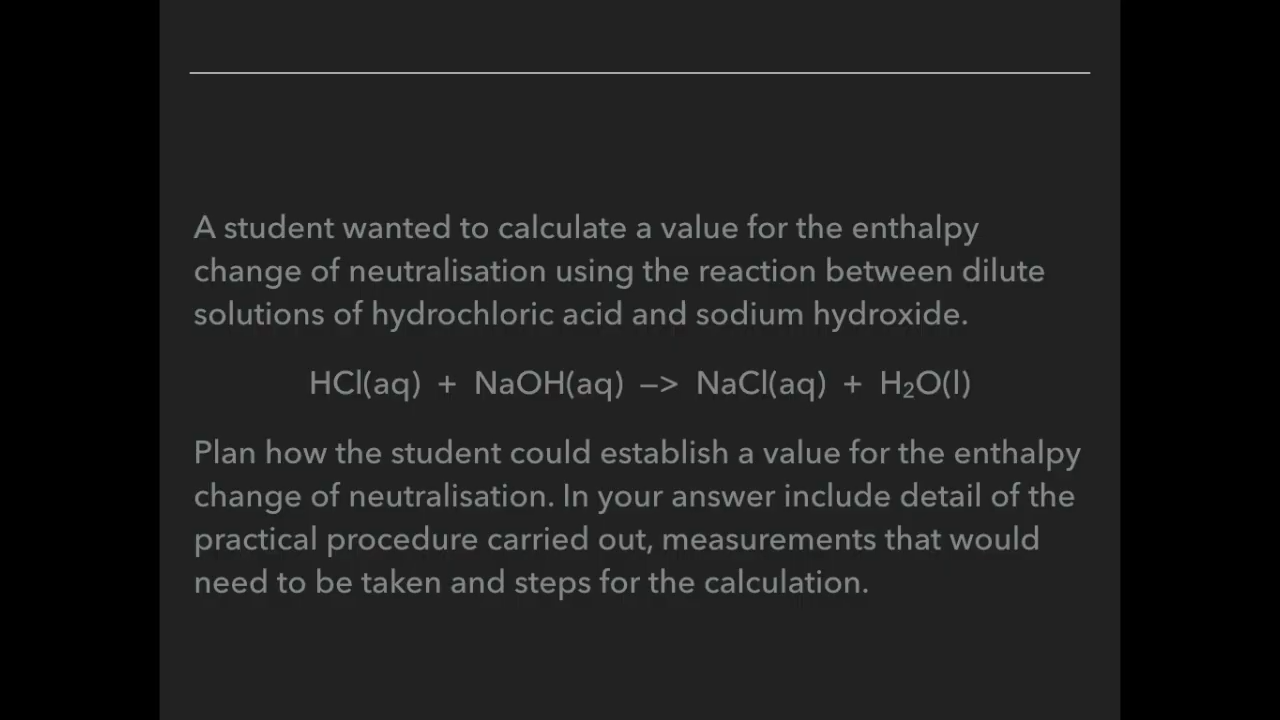 A student wanted to calculate a value for the enthalpy
change of neutralisation using the reaction between dilute
solutions of hydrochloric acid and sodium hydroxide.
HCl(aq) + NaOH(aq) —> NaCl(aq) + H₂O(l)
Plan how the student could establish a value for the enthalpy
change of neutralisation. In your answer include detail of the
practical procedure carried out, measurements that would
need to be taken and steps for the calculation.